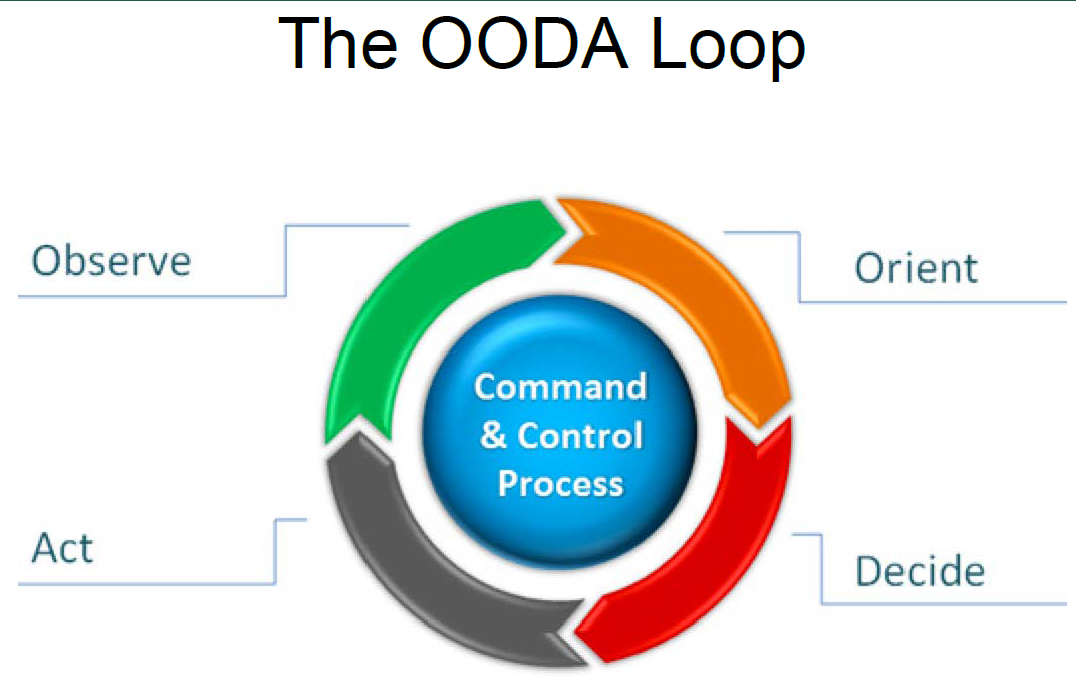 The OODA Loop
Observe
Orient
Command
& Control
Process
Act
Decide